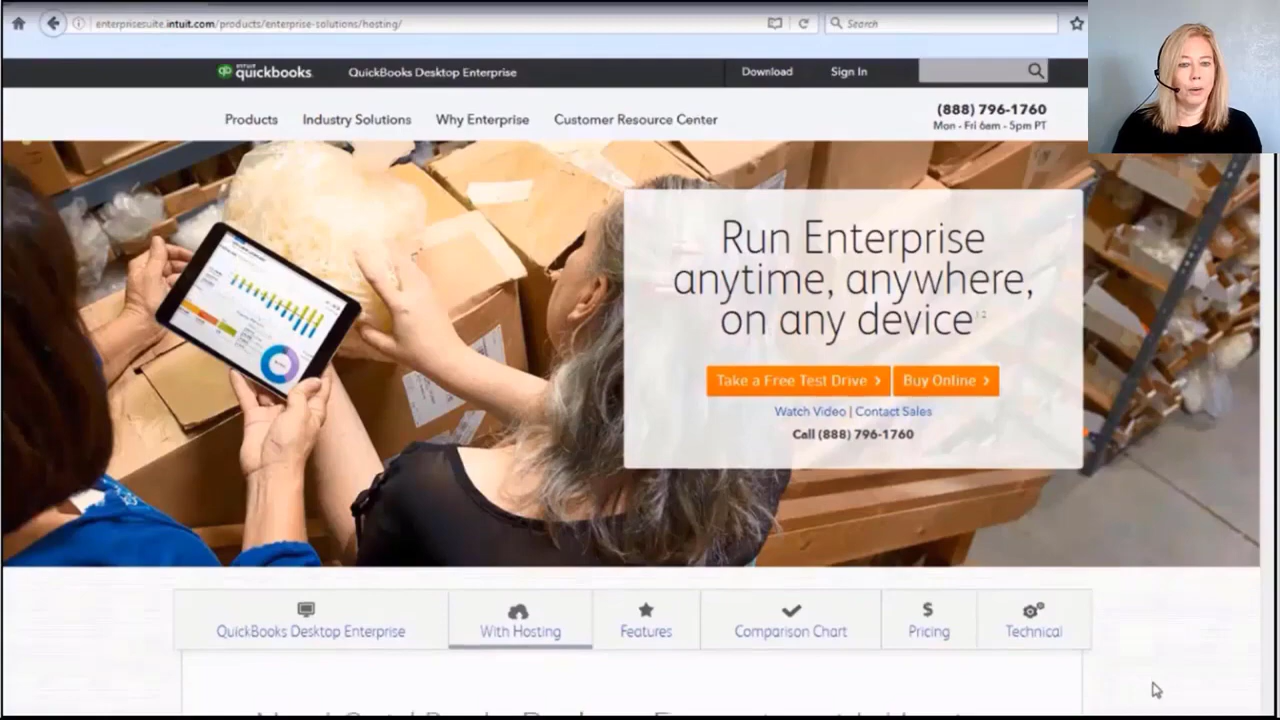 enterprisesuite.intuit.com/products/enterprise-solutions/hosting/
Search
intuit
quickbooks
QuickBooks Desktop Enterprise
Download
Sign In
Products
Industry Solutions
Why Enterprise
Customer Resource Center
(888) 796-1760
Mon - Fri 6am - 5pm PT
Run Enterprise
anytime, anywhere,
on any device
Take a Free Test Drive >
Buy Online >
Watch Video | Contact Sales
Call (888) 796-1760
QuickBooks Desktop Enterprise
With Hosting
Features
Comparison Chart
$
Pricing
Technical